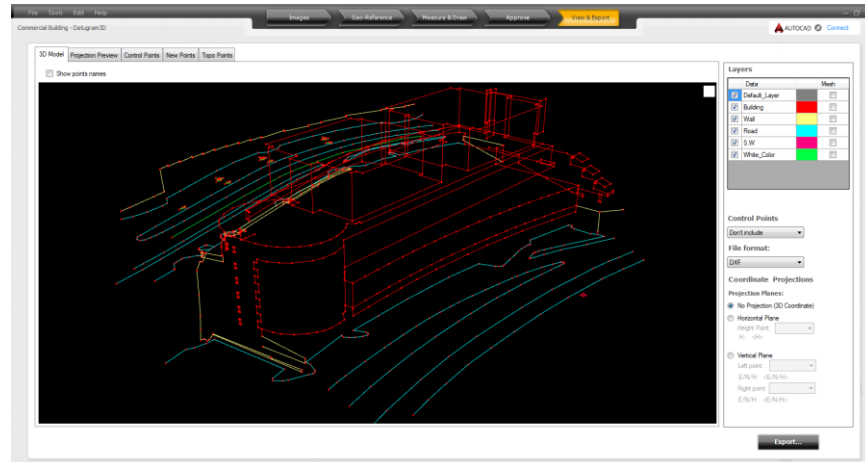 File Tools Edit Help
Images Geo-Reference Measure & Draw Approve View & Export
Commercial Building - Datugram3D
AUTOCAD Connect
3D Model Projection Preview Control Points New Points Topo Points
Show points names
Layers
Data Mesh
Default_Layer
Building
Wall
Road
S.W
White_Color
Control Points
Don't include
File format:
DXF
Coordinate Projections
Projection Planes:
No Projection (3D Coordinate)
Horizontal Plane
Height Point:
H: <H>
Vertical Plane
Left point:
E/N/H: <E/N/H>
Right point:
E/N/H: <E/N/H>
Export...